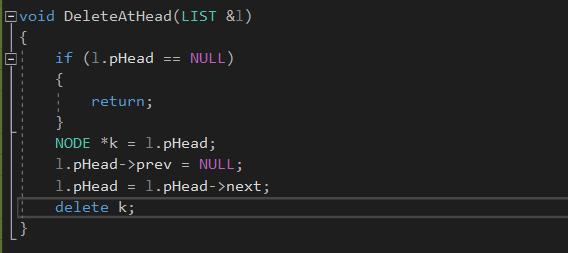 void DeleteAtHead(LIST &l)
{
if (l.pHead == NULL)
{
return;
}
NODE *k = l.pHead;
l.pHead->prev = NULL;
l.pHead = l.pHead->next;
delete k;
}